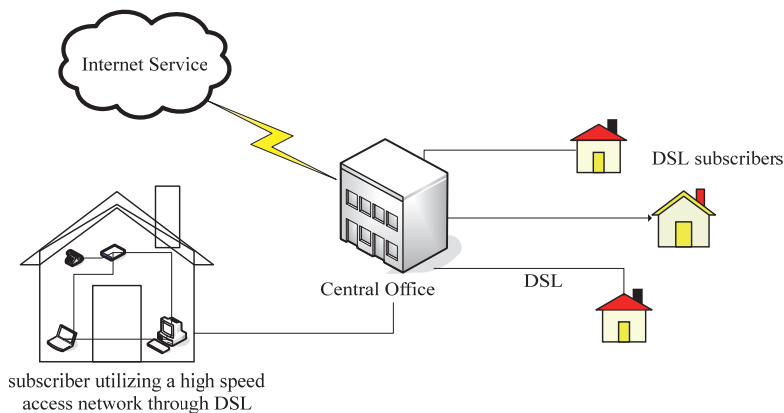 Internet Service
DSL subscribers
Central Office
DSL
subscriber utilizing a high speed
access network through DSL